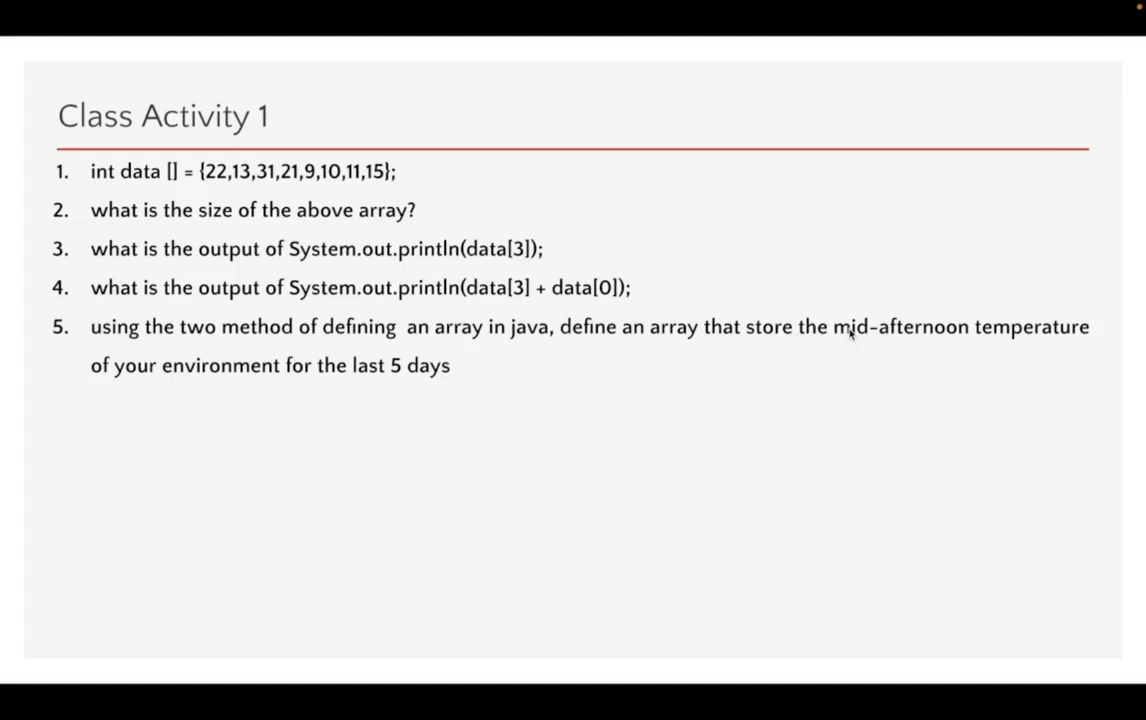 Class Activity 1
1. int data [] = {22,13,31,21,9,10,11,15};
2. what is the size of the above array?
3. what is the output of System.out.println(data[3]);
4. what is the output of System.out.println(data[3] + data[0]);
5. using the two method of defining an array in java, define an array that store the mid-afternoon temperature
of your environment for the last 5 days